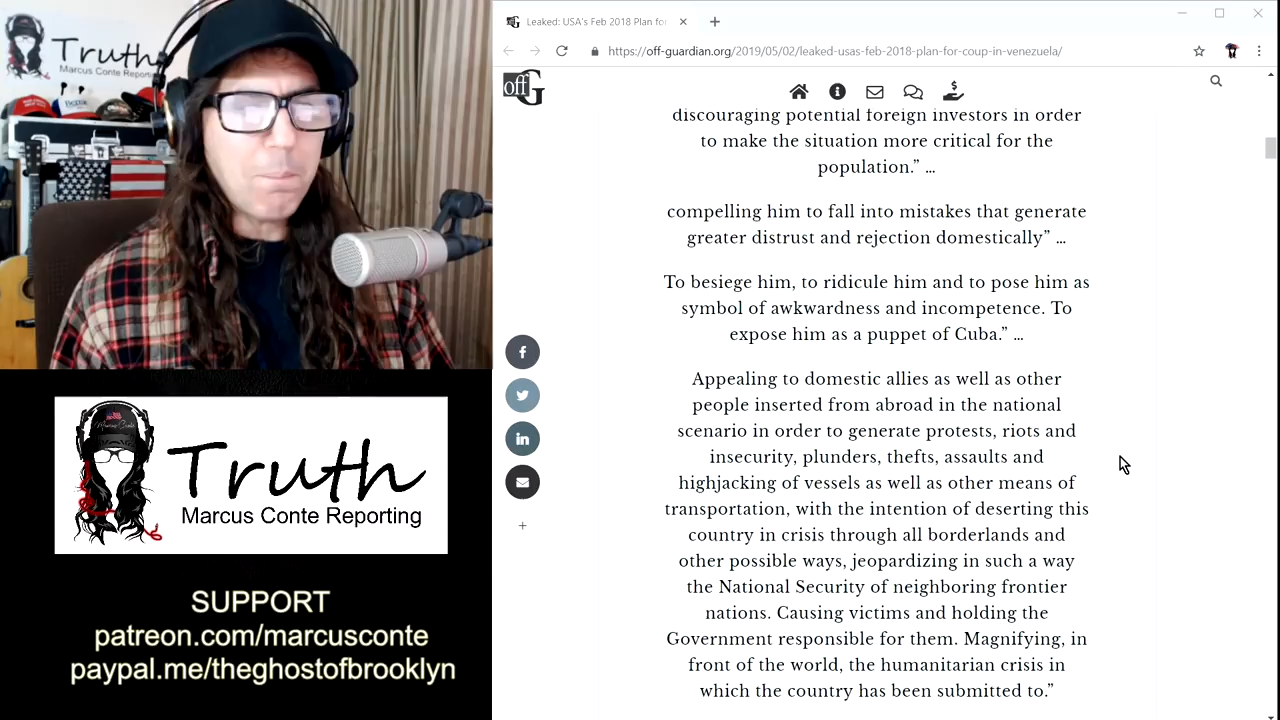 Truth
Marcus Conte Reporting
Truth
Marcus Conte Reporting
SUPPORT
patreon.com/marcusconte
paypal.me/theghostofbrooklyn
Leaked: USA's Feb 2018 Plan for
https://off-guardian.org/2019/05/02/leaked-usas-feb-2018-plan-for-coup-in-venezuela/
off G
discouraging potential foreign investors in order
to make the situation more critical for the
population.” …
compelling him to fall into mistakes that generate
greater distrust and rejection domestically” …
To besiege him, to ridicule him and to pose him as
symbol of awkwardness and incompetence. To
expose him as a puppet of Cuba.” …
Appealing to domestic allies as well as other
people inserted from abroad in the national
scenario in order to generate protests, riots and
insecurity, plunders, thefts, assaults and
highjacking of vessels as well as other means of
transportation, with the intention of deserting this
country in crisis through all borderlands and
other possible ways, jeopardizing in such a way
the National Security of neighboring frontier
nations. Causing victims and holding the
Government responsible for them. Magnifying, in
front of the world, the humanitarian crisis in
which the country has been submitted to.”